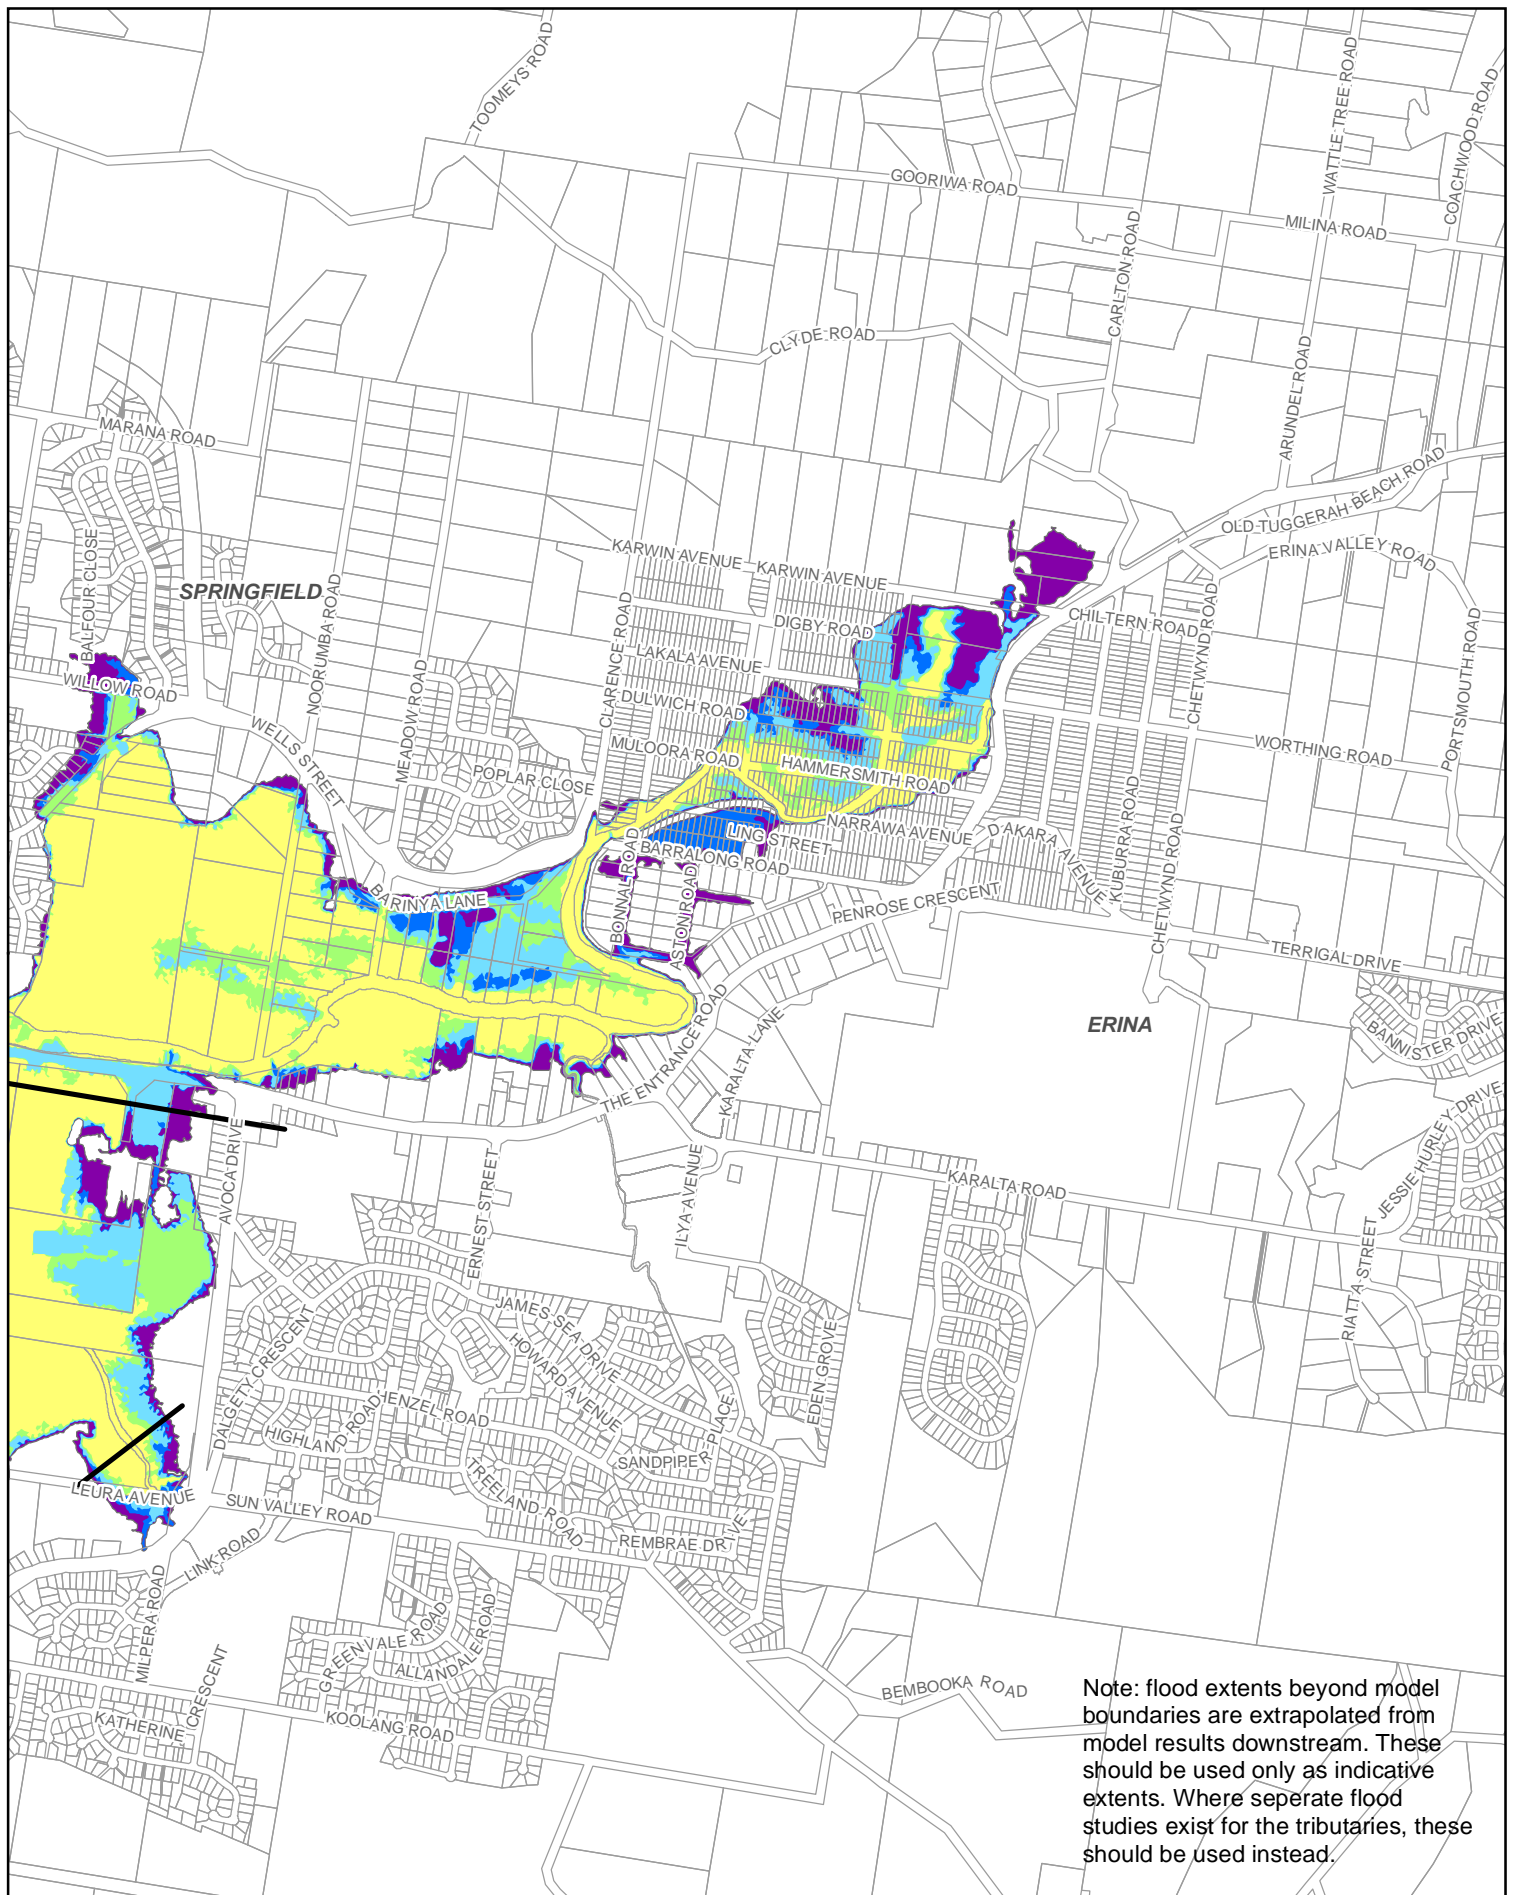 TOOMEYS ROAD
WATTLE TREE ROAD
COACHWOOD ROAD
GOORIWA ROAD
MILINA ROAD
CARLTON ROAD
CLYDE ROAD
ARUNDEL ROAD
MARANA ROAD
OLD TUGGERAH BEACH ROAD
ERINA VALLEY ROAD
BALFOUR CLOSE
SPRINGFIELD
NOORUMBA ROAD
KARWIN AVENUE
KARWIN AVENUE
CLARENCE ROAD
DIGBY ROAD
CHILTERN ROAD
CHETWYND ROAD
PORTSMOUTH ROAD
LAKALA AVENUE
WILLOW ROAD
MEADOW ROAD
DULWICH ROAD
WELLS STREET
MULOORA ROAD
HAMMERSMITH ROAD
WORTHING ROAD
POPLAR CLOSE
KUBURRA ROAD
NARRAWA AVENUE
D'AKARA AVENUE
LING STREET
BARRALONG ROAD
CHETWYND ROAD
BARINYA LANE
BONNAL ROAD
ASTON ROAD
PENROSE CRESCENT
TERRIGAL DRIVE
ERINA
BANNISTER DRIVE
THE ENTRANCE ROAD
KARALTA LANE
AVOCA DRIVE
ERNEST STREET
ILYA AVENUE
KARALTA ROAD
JESSIE HURLEY DRIVE
RIATTA STREET
DALGETY CRESCENT
JAMES SEA DRIVE
HOWARD AVENUE
EDEN GROVE
HENZEL ROAD
HIGHLAND ROAD
SANDPIPER PLACE
TREELAND ROAD
LEURA AVENUE
SUN VALLEY ROAD
REMBRAE DRIVE
LINK ROAD
MILPERA ROAD
GREENVALE ROAD
ALLANDALE ROAD
KATHERINE CRESCENT
KOOLANG ROAD
BEMBOOKA ROAD
Note: flood extents beyond model
boundaries are extrapolated from
model results downstream. These
should be used only as indicative
extents. Where seperate flood
studies exist for the tributaries, these
should be used instead.